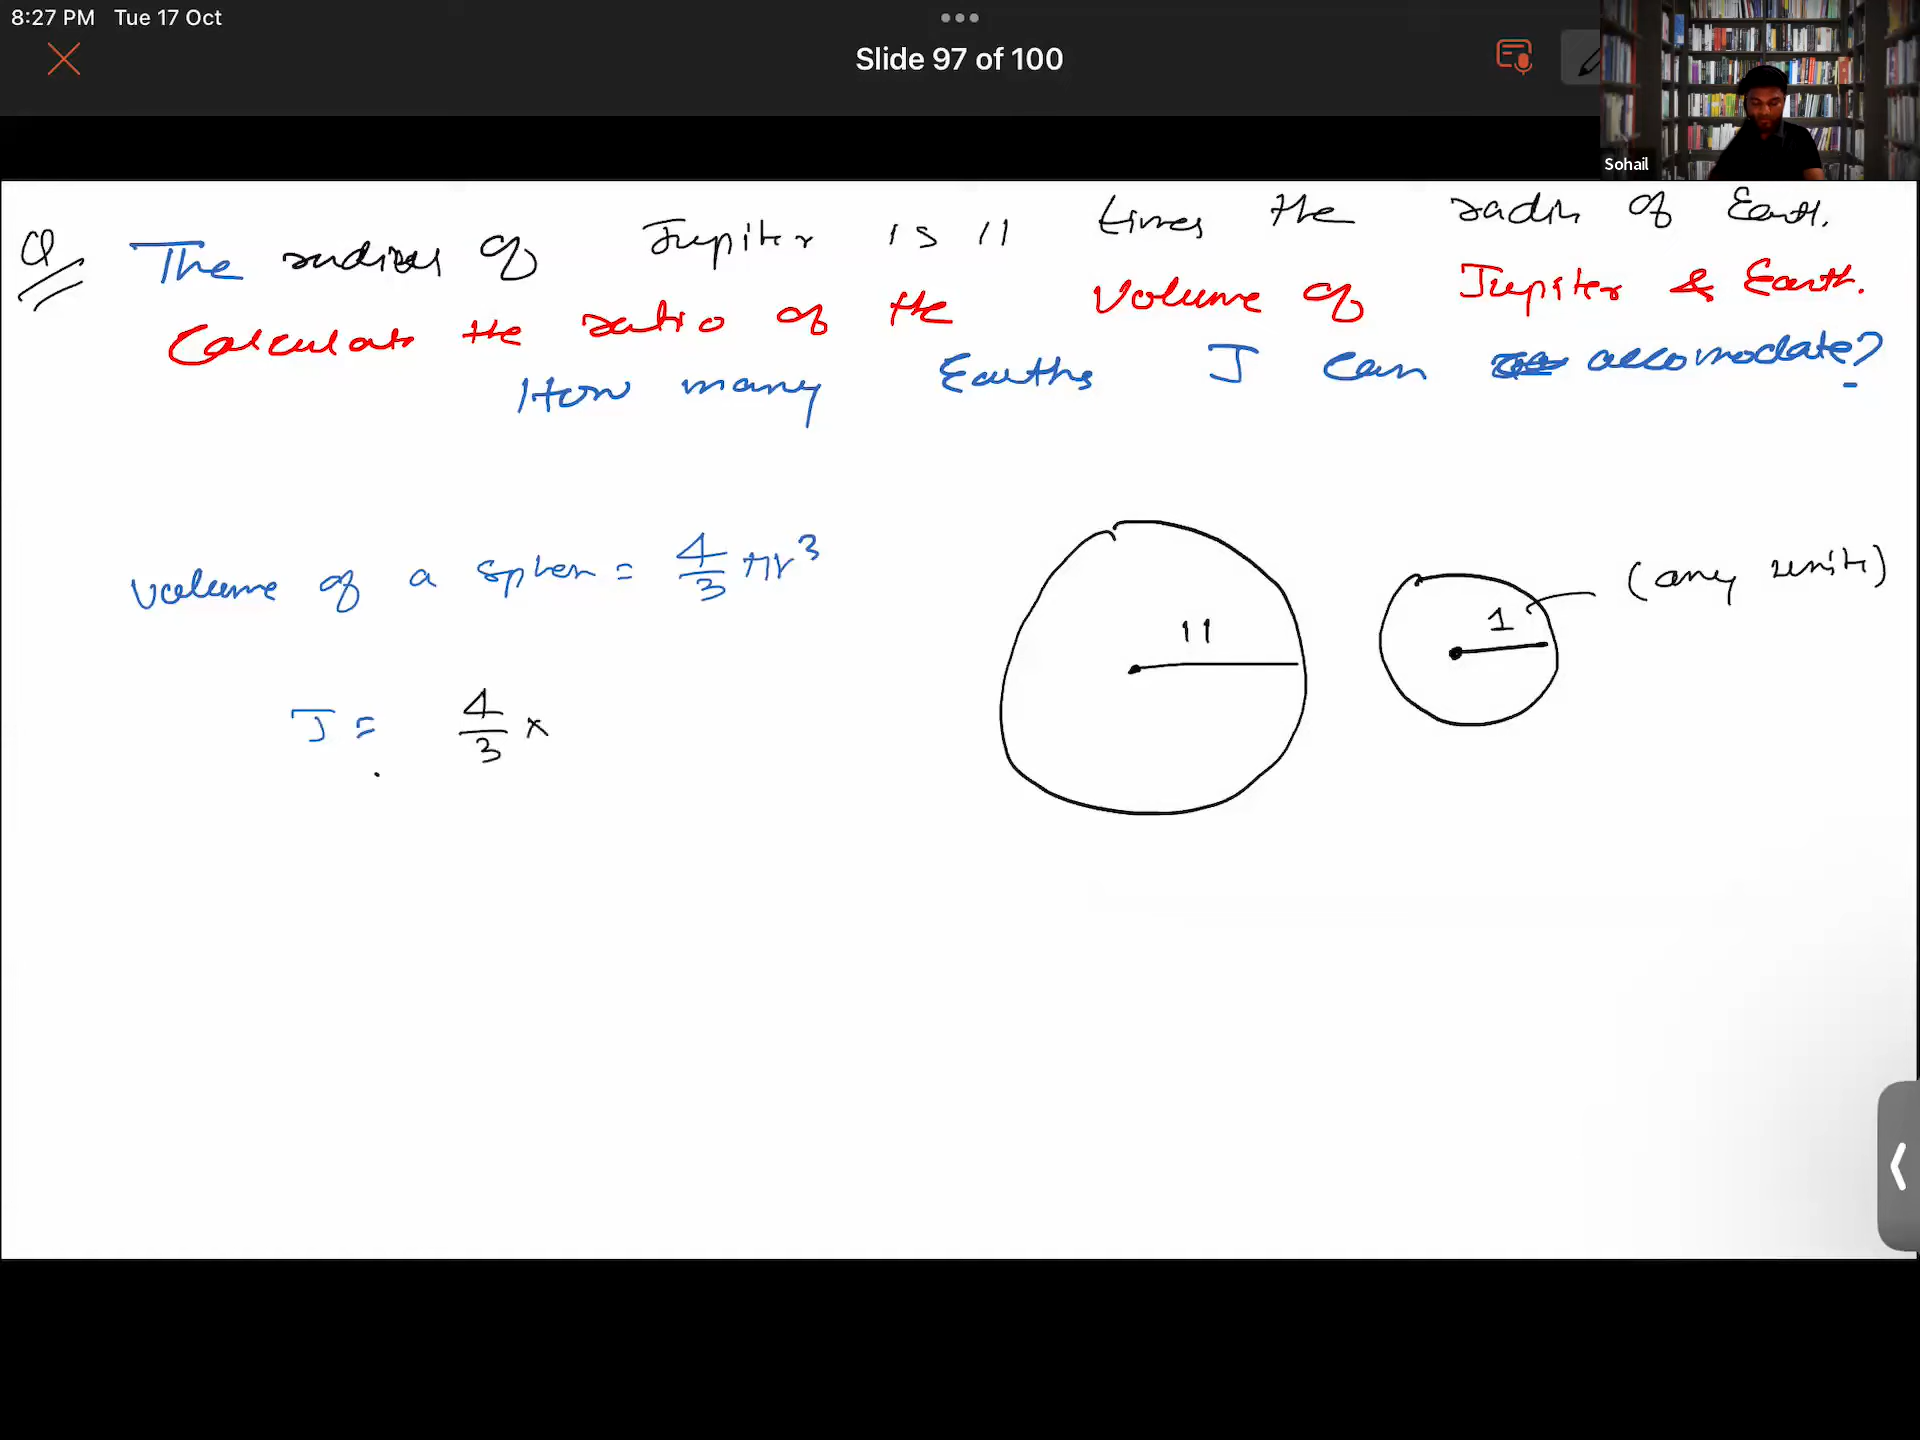 8:27 PM Tue 17 Oct
Slide 97 of 100
Sohail
Q The radius of Jupiter is 11 times the radiu of Earth.
Calculate the ratio of the Volume of Jupiter & Earth.
How many Earths J can accomodate?
volume of a spher = 4/3 πr³
(any unit)
11
1
J = 4/3 ×